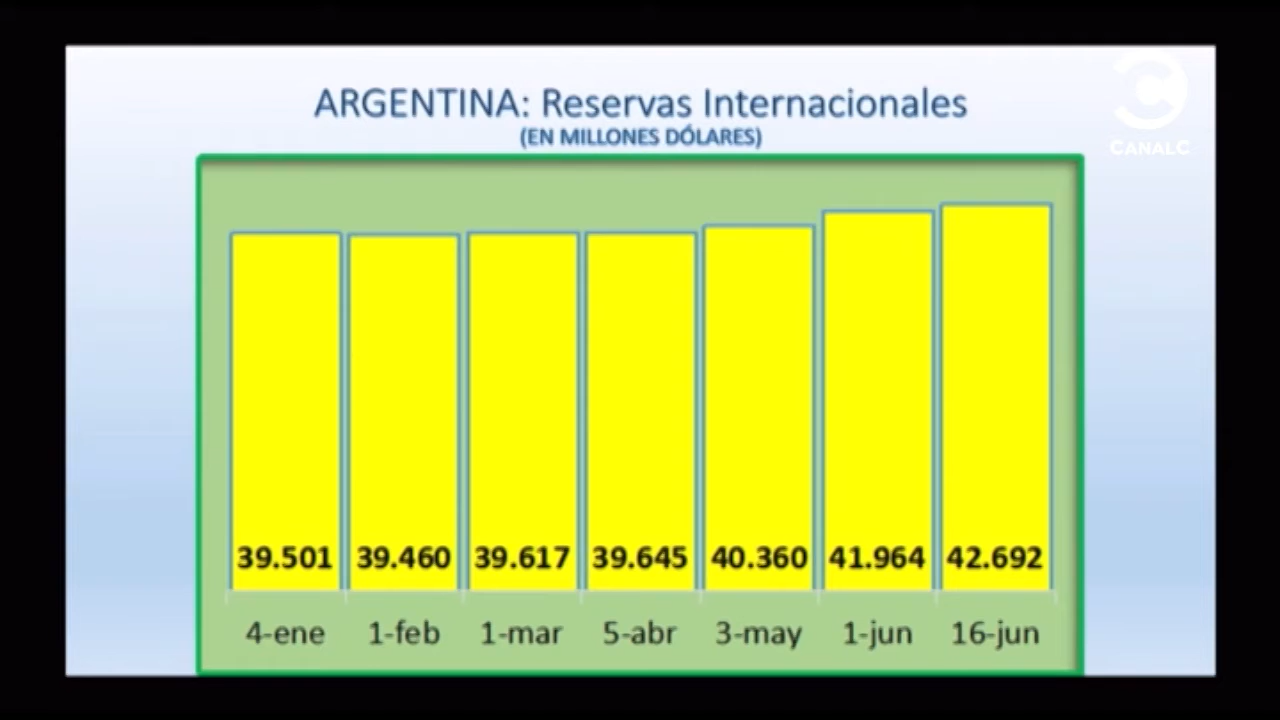 ARGENTINA: Reservas Internacionales
(EN MILLONES DÓLARES)
CANALC
39.501 39.460 39.617 39.645 40.360 41.964 42.692
4-ene 1-feb 1-mar 5-abr 3-may 1-jun 16-jun